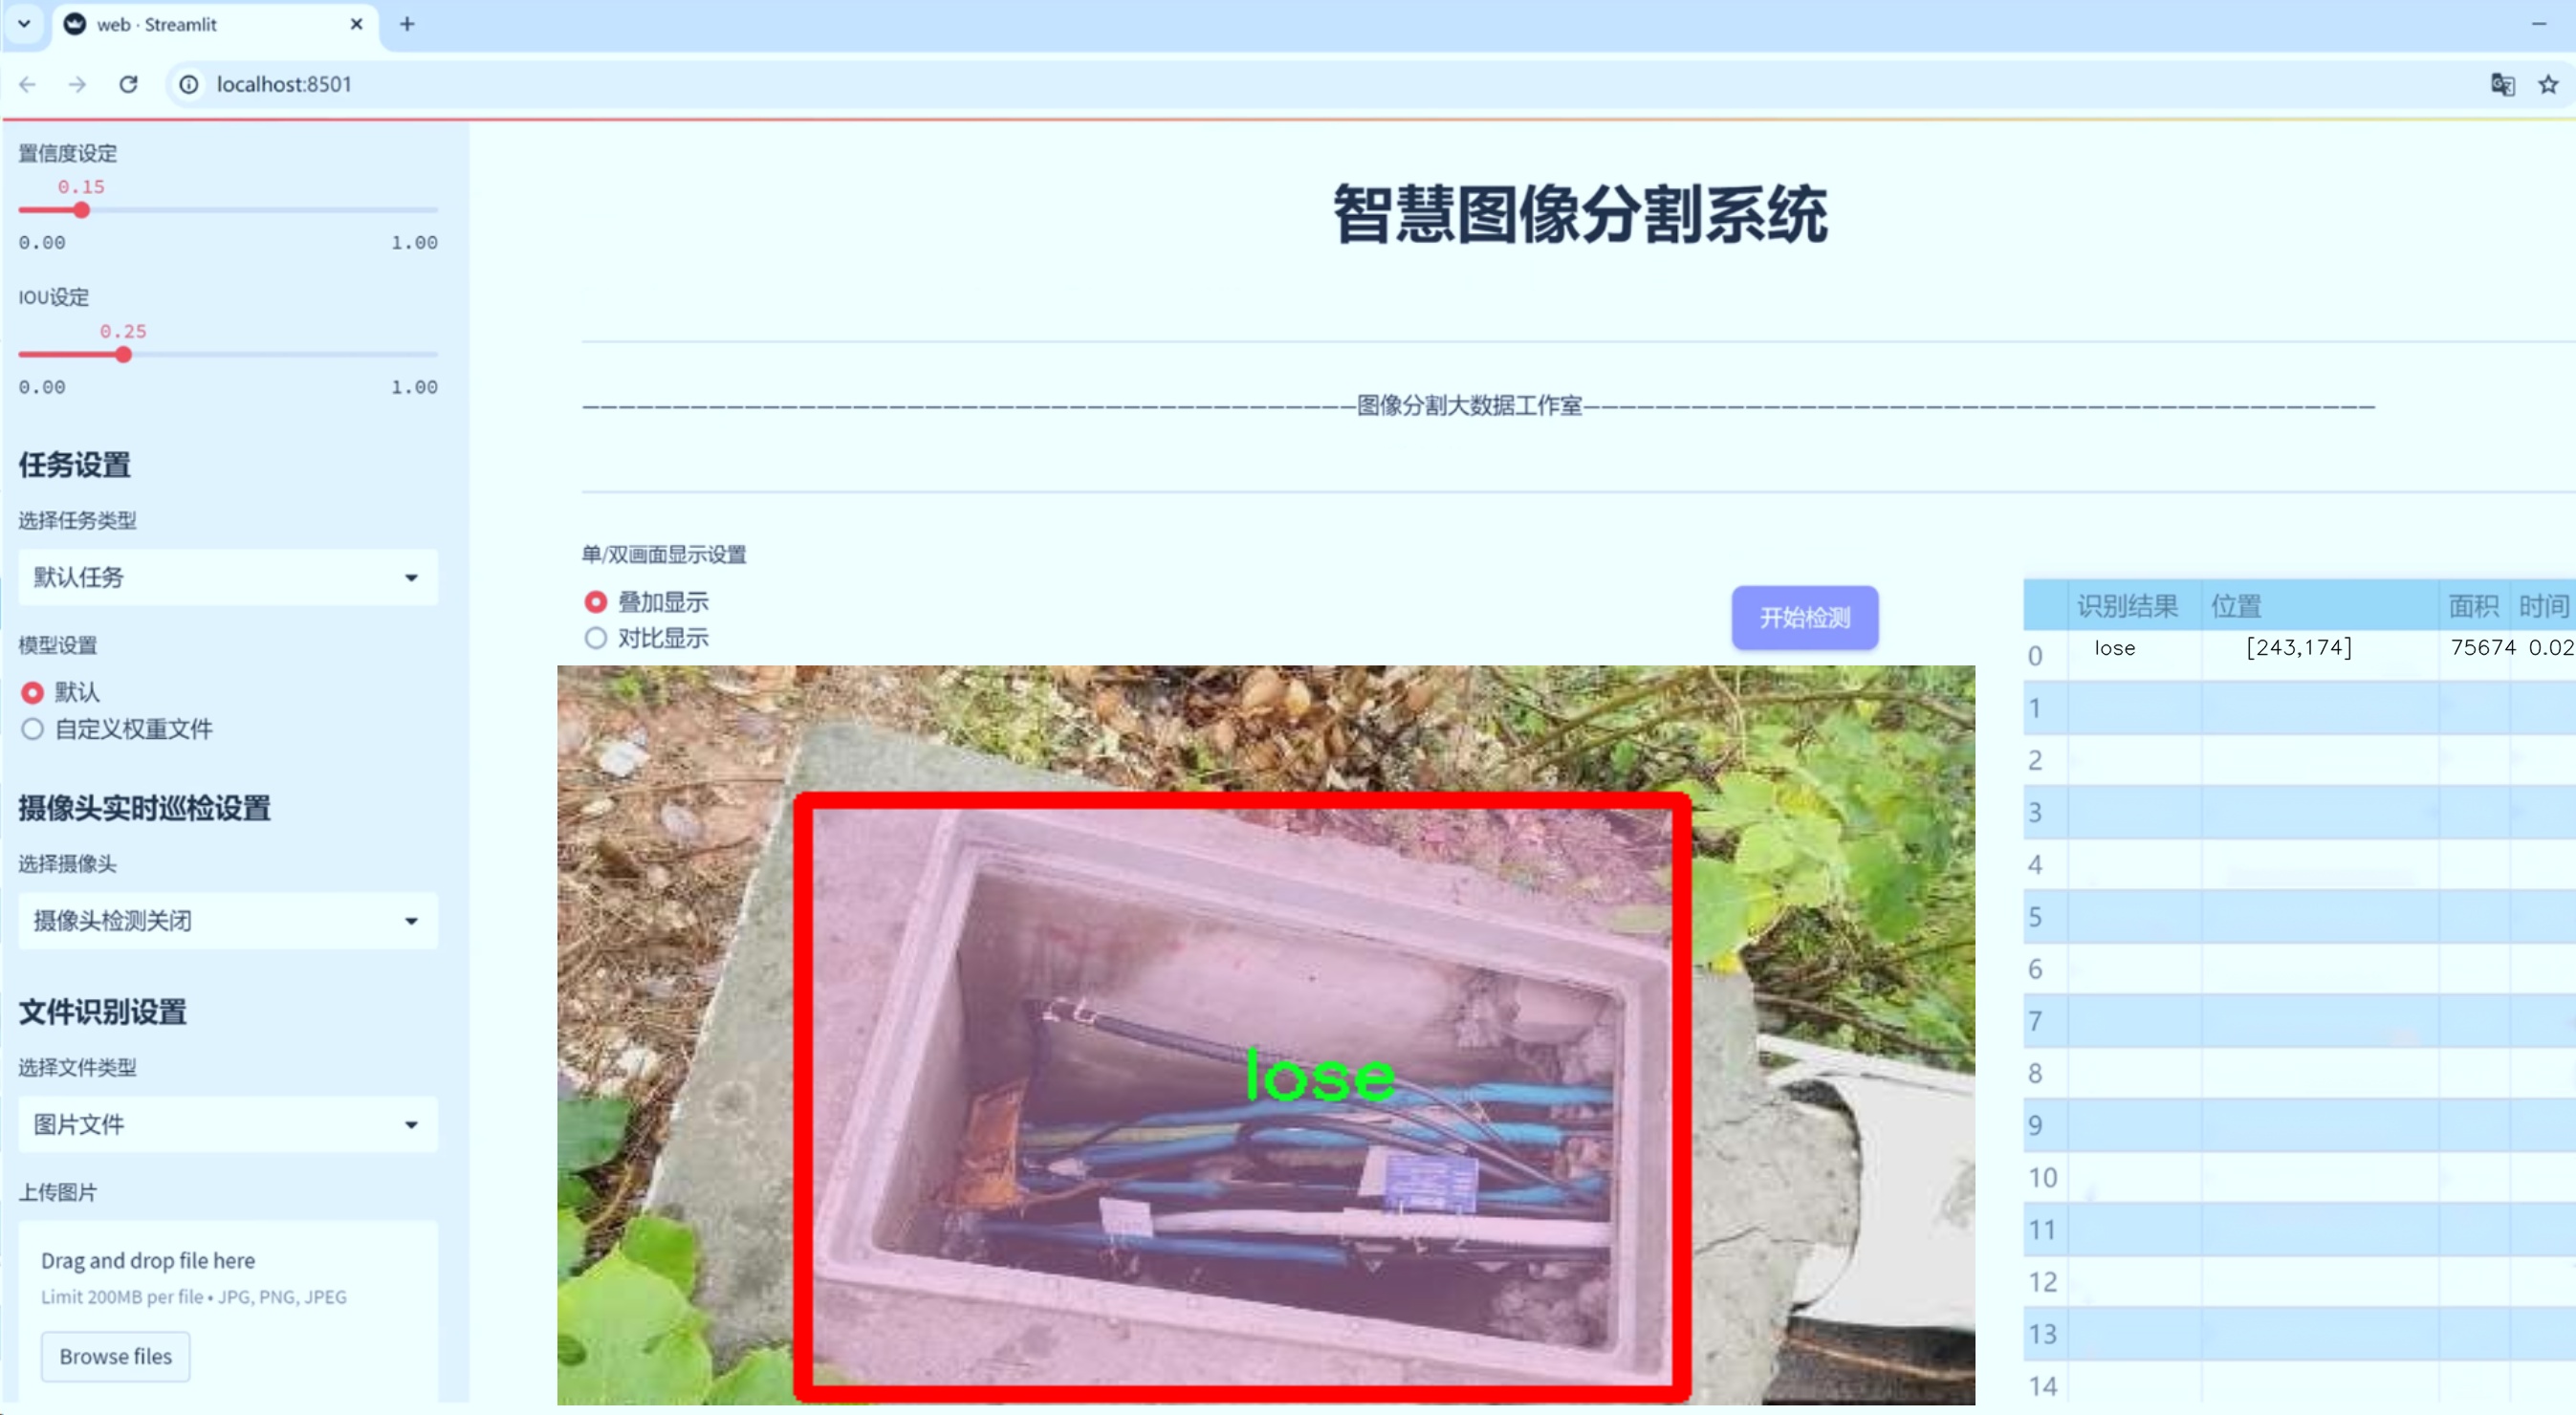 web · Streamlit
localhost:8501
置信度设定
0.15
0.00 1.00
IOU设定
0.25
0.00 1.00
任务设置
选择任务类型
默认任务
模型设置
默认
自定义权重文件
摄像头实时巡检设置
选择摄像头
摄像头检测关闭
文件识别设置
选择文件类型
图片文件
上传图片
Drag and drop file here
Limit 200MB per file • JPG, PNG, JPEG
Browse files
智慧图像分割系统
———————————————————————————————————————————图像分割大数据工作室————————————————————————————————————————————
单/双画面显示设置
叠加显示
对比显示
开始检测
lose
识别结果 位置 面积 时间
0 lose [243,174] 75674 0.02
1
2
3
4
5
6
7
8
9
10
11
12
13
14